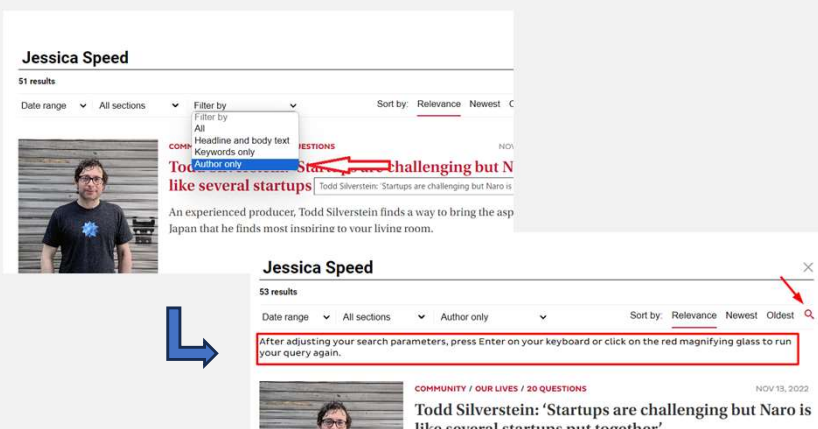 Jessica Speed
51 results
Date range All sections Filter by Sort by: Relevance Newest
Filter by
All
Headline and body text
Keywords only
Author only
COMM ESTIONS NOV
Todd S challenging but N
like several startups Todd Silverstein: 'Startups are challenging but Naro is
An experienced producer, Todd Silverstein finds a way to bring the asp
Japan that he finds most inspiring to your living room.
Jessica Speed
53 results
Date range All sections Author only Sort by: Relevance Newest Oldest
After adjusting your search parameters, press Enter on your keyboard or click on the red magnifying glass to run
your query again.
COMMUNITY / OUR LIVES / 20 QUESTIONS NOV 13, 2022
Todd Silverstein: ‘Startups are challenging but Naro is
like several startups put together’